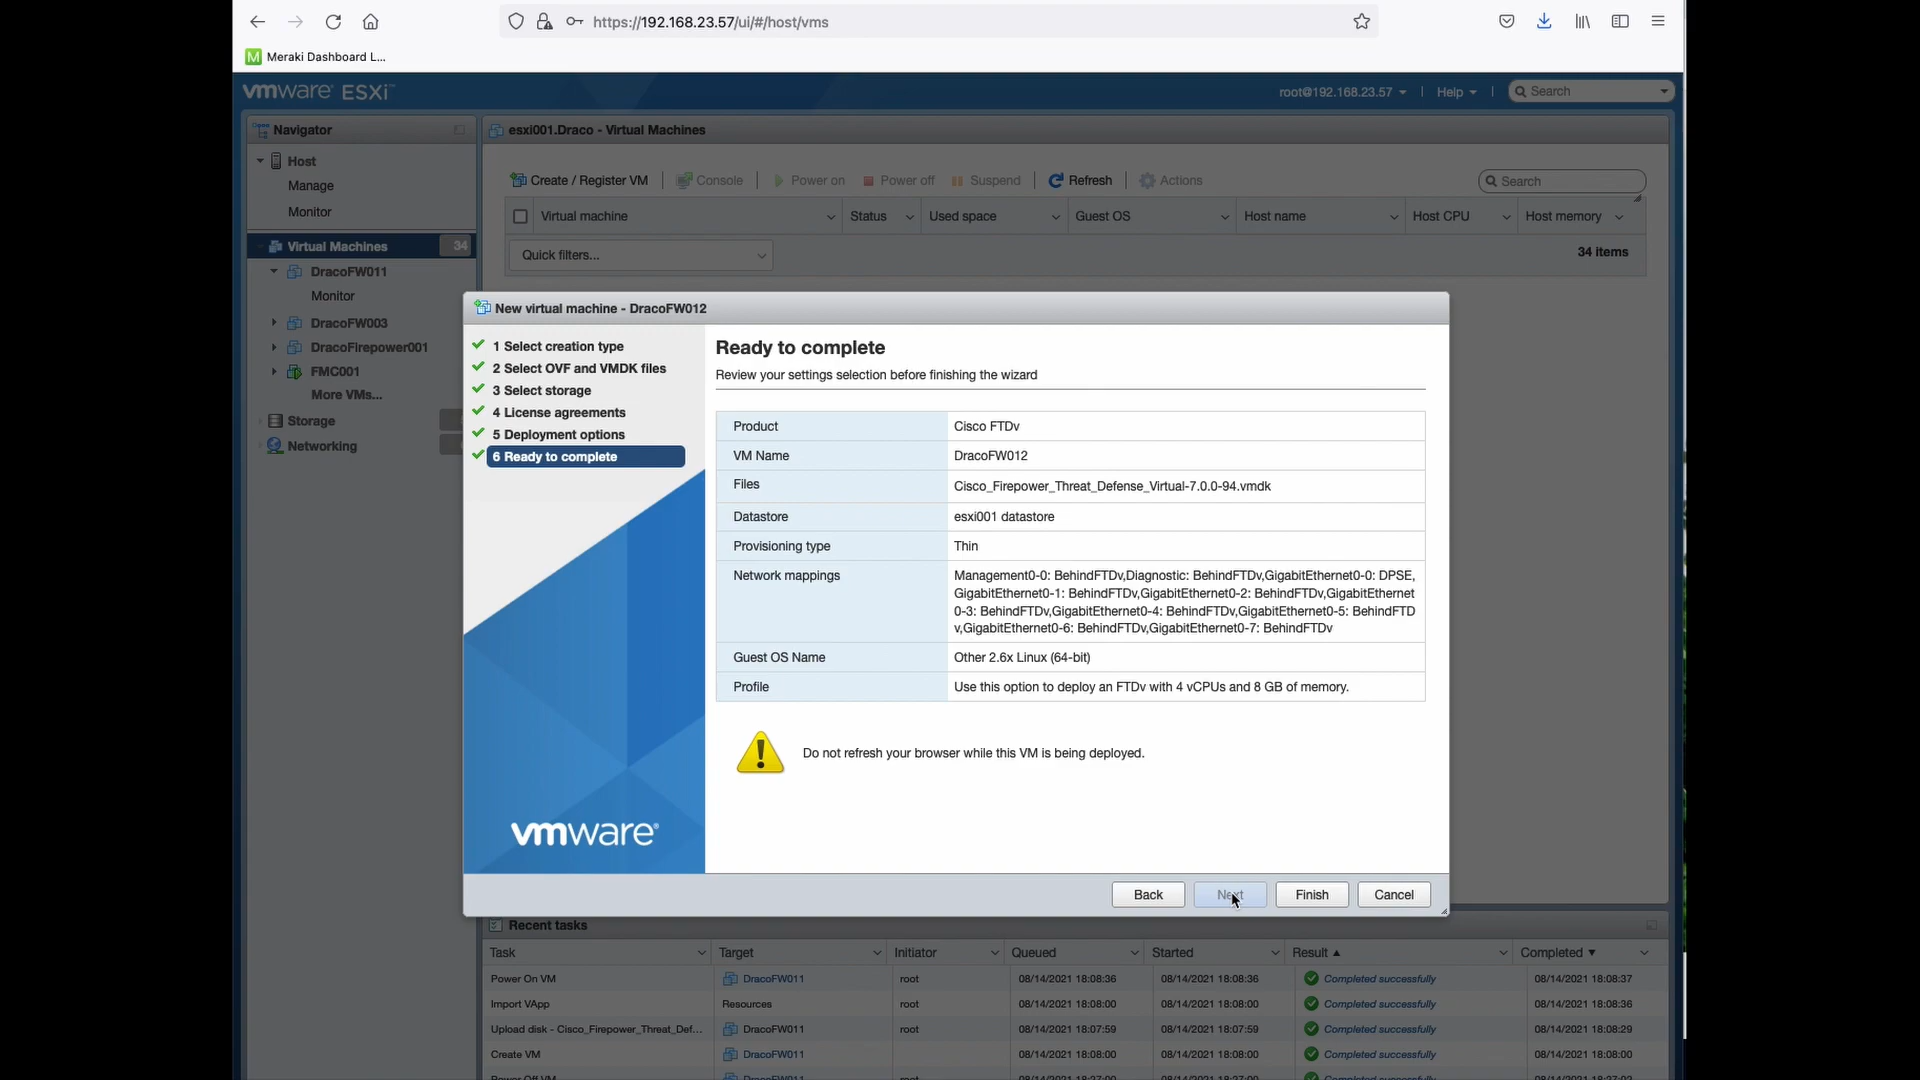 https://192.168.23.57/ui/#/host/vms
M Meraki Dashboard L...
vmware ESXi™
root@192.168.23.57
Help
Search
Navigator
esxi001.Draco - Virtual Machines
Host
Manage
Monitor
Create / Register VM
Console
Power on
Power off
Suspend
Refresh
Actions
Search
Virtual machine
Status
Used space
Guest OS
Host name
Host CPU
Host memory
Virtual Machines
34
Quick filters...
34 items
DracoFW011
Monitor
DracoFW003
DracoFirepower001
FMC001
More VMs...
Storage
Networking
New virtual machine - DracoFW012
1 Select creation type
2 Select OVF and VMDK files
3 Select storage
4 License agreements
5 Deployment options
6 Ready to complete
vmware®
Ready to complete
Review your settings selection before finishing the wizard
Product Cisco FTDv
VM Name DracoFW012
Files Cisco_Firepower_Threat_Defense_Virtual-7.0.0-94.vmdk
Datastore esxi001 datastore
Provisioning type Thin
Network mappings Management0-0: BehindFTDv,Diagnostic: BehindFTDv,GigabitEthernet0-0: DPSE,
GigabitEthernet0-1: BehindFTDv,GigabitEthernet0-2: BehindFTDv,GigabitEthernet
0-3: BehindFTDv,GigabitEthernet0-4: BehindFTDv,GigabitEthernet0-5: BehindFTD
v,GigabitEthernet0-6: BehindFTDv,GigabitEthernet0-7: BehindFTDv
Guest OS Name Other 2.6x Linux (64-bit)
Profile Use this option to deploy an FTDv with 4 vCPUs and 8 GB of memory.
Do not refresh your browser while this VM is being deployed.
Back
Next
Finish
Cancel
Recent tasks
Task Target Initiator Queued Started Result Completed
Power On VM DracoFW011 root 08/14/2021 18:08:36 08/14/2021 18:08:36 Completed successfully 08/14/2021 18:08:37
Import VApp Resources root 08/14/2021 18:08:00 08/14/2021 18:08:00 Completed successfully 08/14/2021 18:08:36
Upload disk - Cisco_Firepower_Threat_Def... DracoFW011 root 08/14/2021 18:07:59 08/14/2021 18:07:59 Completed successfully 08/14/2021 18:08:29
Create VM DracoFW011 08/14/2021 18:08:00 08/14/2021 18:08:00 Completed successfully 08/14/2021 18:08:00